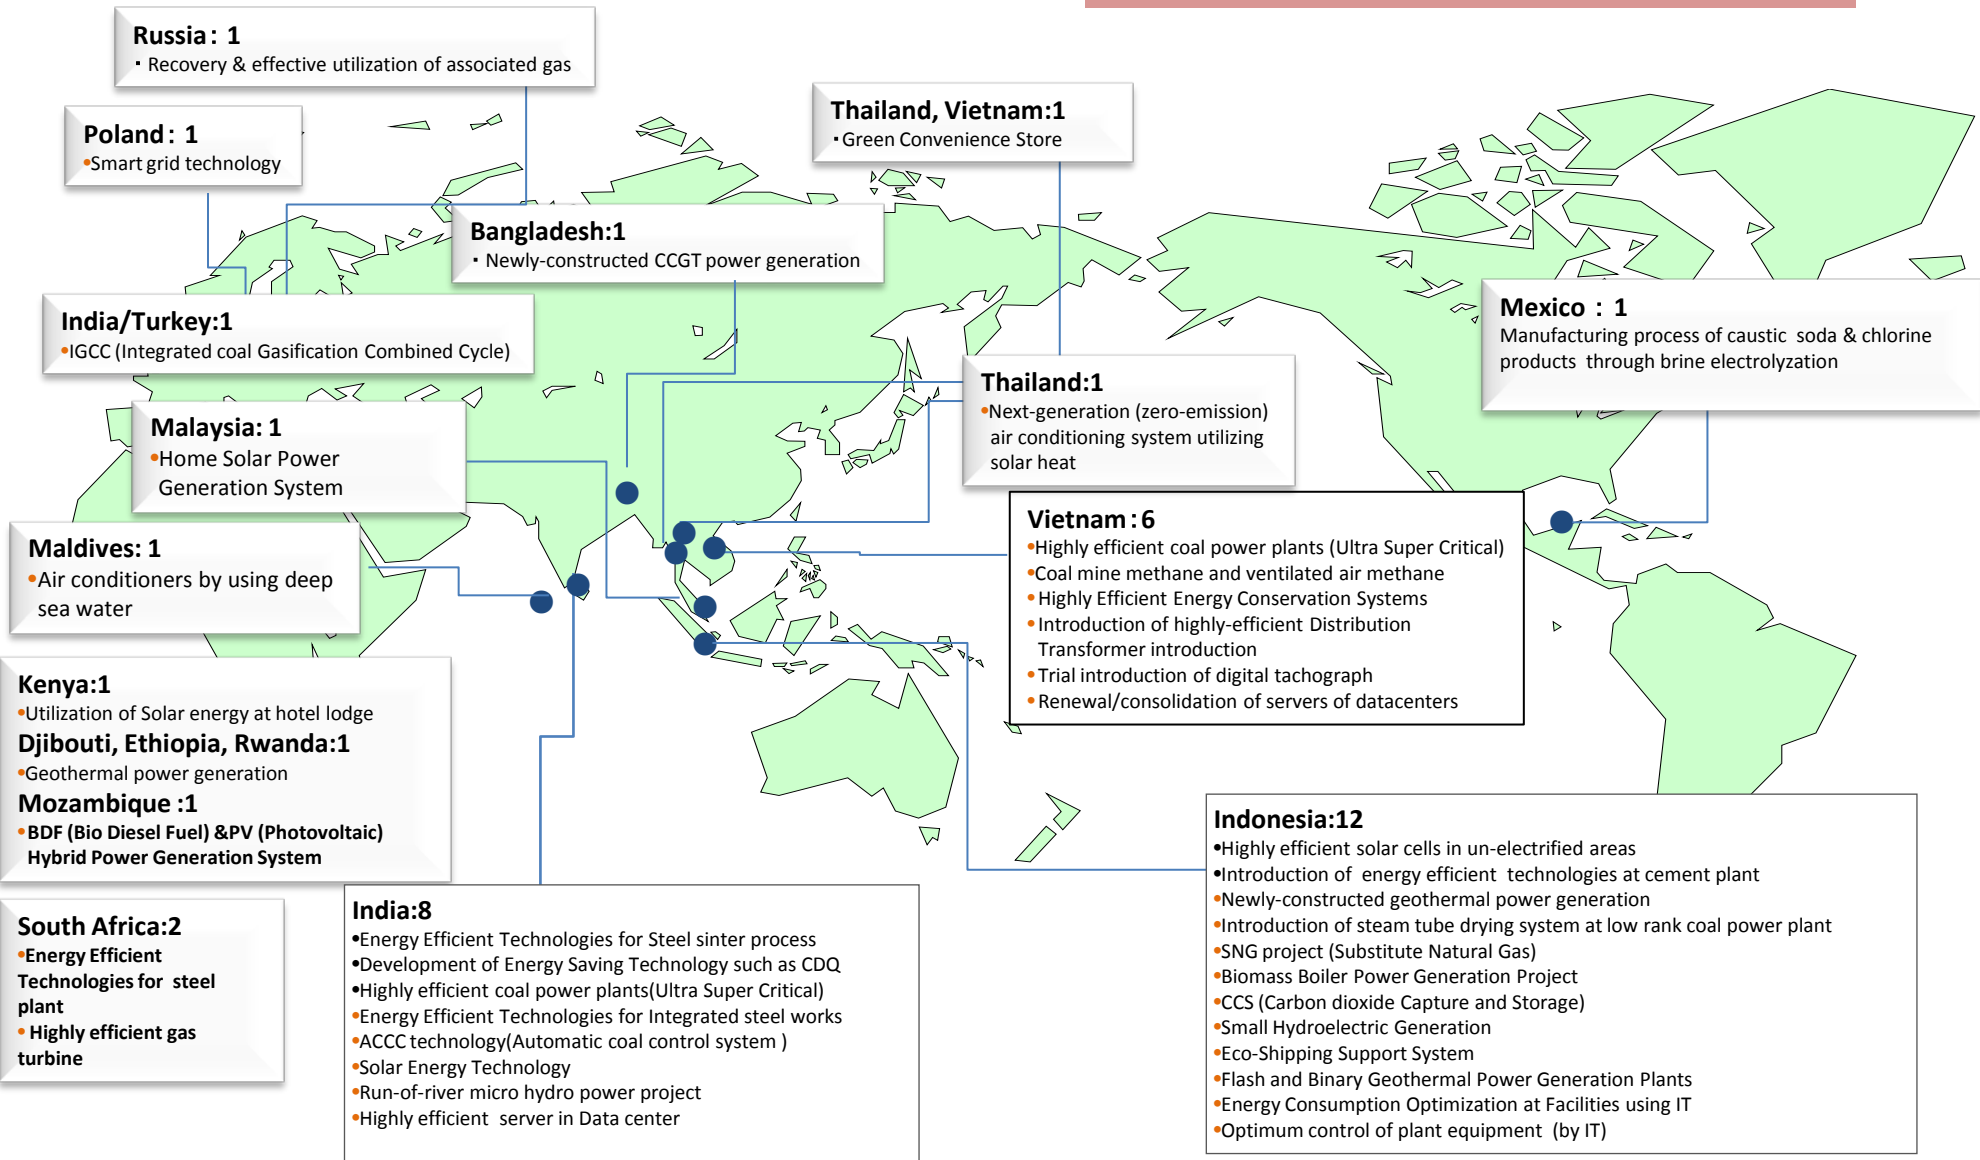 Russia： 1
・Recovery & effective utilization of associated gas
Poland： 1
•Smart grid technology
Thailand, Vietnam:1
・Green Convenience Store
Bangladesh:1
・ Newly-constructed CCGT power generation
India/Turkey:1
•IGCC (Integrated coal Gasification Combined Cycle)
Mexico ： 1
Manufacturing process of caustic soda & chlorine
products through brine electrolyzation
Thailand:1
•Next-generation (zero-emission)
air conditioning system utilizing
solar heat
Malaysia: 1
•Home Solar Power
Generation System
Maldives: 1
•Air conditioners by using deep
sea water
Vietnam：6
•Highly efficient coal power plants (Ultra Super Critical)
•Coal mine methane and ventilated air methane
• Highly Efficient Energy Conservation Systems
• Introduction of highly-efficient Distribution
Transformer introduction
• Trial introduction of digital tachograph
• Renewal/consolidation of servers of datacenters
Kenya:1
•Utilization of Solar energy at hotel lodge
Djibouti, Ethiopia, Rwanda:1
•Geothermal power generation
Mozambique :1
• BDF (Bio Diesel Fuel) &PV (Photovoltaic)
Hybrid Power Generation System
South Africa:2
•Energy Efficient
Technologies for steel
plant
• Highly efficient gas
turbine
India:8
•Energy Efficient Technologies for Steel sinter process
•Development of Energy Saving Technology such as CDQ
•Highly efficient coal power plants(Ultra Super Critical)
•Energy Efficient Technologies for Integrated steel works
•ACCC technology(Automatic coal control system )
•Solar Energy Technology
•Run-of-river micro hydro power project
•Highly efficient server in Data center
Indonesia:12
•Highly efficient solar cells in un-electrified areas
•Introduction of energy efficient technologies at cement plant
•Newly-constructed geothermal power generation
•Introduction of steam tube drying system at low rank coal power plant
•SNG project (Substitute Natural Gas)
•Biomass Boiler Power Generation Project
•CCS (Carbon dioxide Capture and Storage)
•Small Hydroelectric Generation
•Eco-Shipping Support System
•Flash and Binary Geothermal Power Generation Plants
•Energy Consumption Optimization at Facilities using IT
•Optimum control of plant equipment (by IT)